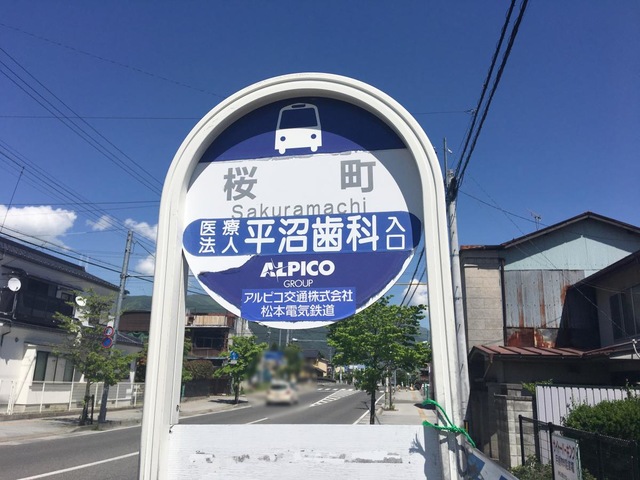 桜町
Sakuramachi
医療法人 平沼歯科 入口
ALPICO
GROUP
アルピコ交通株式会社
松本電気鉄道